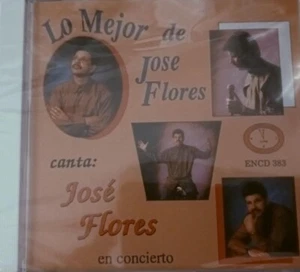 Lo Mejor de
Jose
Flores
canta:
ENCD 383
José
Flores
en concierto